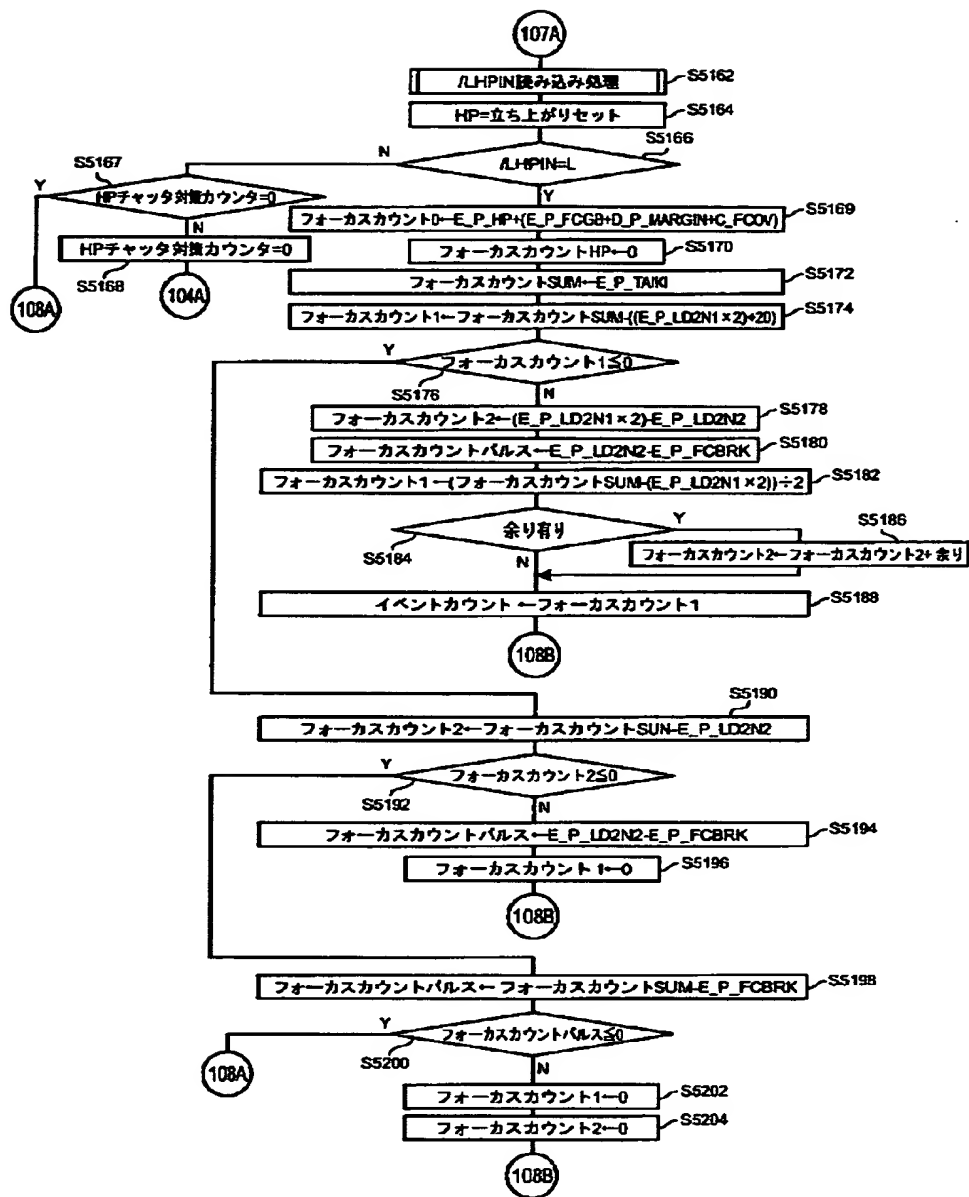 107A
/LHPIN読み込み処理
S5162
HP=立ち上がりセット
S5164
S5166
/LHPIN=L
N
Y
S5167
Y
HPチャッタ対策カウンタ=0
N
HPチャッタ対策カウンタ=0
S5168
108A
104A
フォーカスカウント0←E_P_HP+(E_P_FCGB+D_P_MARGIN+C_FCOV)
S5169
フォーカスカウントHP←0
S5170
フォーカスカウントSUM←E_P_TAIKI
S5172
フォーカスカウント1←フォーカスカウントSUM-((E_P_LD2N1×2)+20)
S5174
Y
フォーカスカウント1≦0
S5176
N
フォーカスカウント2←(E_P_LD2N1×2)-E_P_LD2N2
S5178
フォーカスカウントパルス←E_P_LD2N2-E_P_FCBRK
S5180
フォーカスカウント1←(フォーカスカウントSUM-(E_P_LD2N1×2))÷2
S5182
余り有り
Y
S5184
N
S5186
フォーカスカウント2←フォーカスカウント2+余り
イベントカウント←フォーカスカウント1
S5188
108B
S5190
フォーカスカウント2←フォーカスカウントSUN-E_P_LD2N2
Y
フォーカスカウント2≦0
S5192
N
フォーカスカウントパルス←E_P_LD2N2-E_P_FCBRK
S5194
フォーカスカウント1←0
S5196
108B
フォーカスカウントパルス←フォーカスカウントSUM-E_P_FCBRK
S5198
Y
フォーカスカウントパルス≦0
S5200
N
108A
フォーカスカウント1←0
S5202
フォーカスカウント2←0
S5204
108B